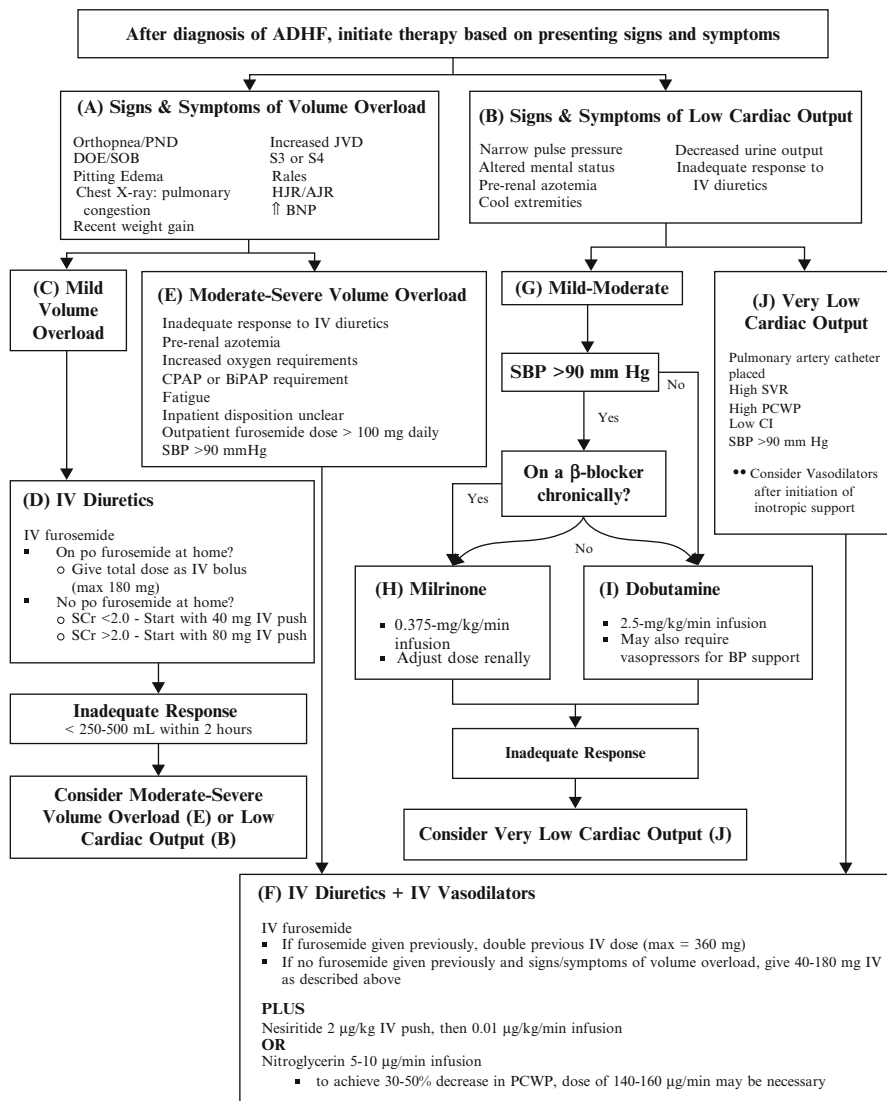 After diagnosis of ADHF, initiate therapy based on presenting signs and symptoms
(A) Signs & Symptoms of Volume Overload
Orthopnea/PND
DOE/SOB
Pitting Edema
Chest X-ray: pulmonary
congestion
Recent weight gain
Increased JVD
S3 or S4
Rales
HJR/AJR
⇑ BNP
(B) Signs & Symptoms of Low Cardiac Output
Narrow pulse pressure
Altered mental status
Pre-renal azotemia
Cool extremities
Decreased urine output
Inadequate response to
IV diuretics
(C) Mild
Volume
Overload
(E) Moderate-Severe Volume Overload
Inadequate response to IV diuretics
Pre-renal azotemia
Increased oxygen requirements
CPAP or BiPAP requirement
Fatigue
Inpatient disposition unclear
Outpatient furosemide dose > 100 mg daily
SBP >90 mmHg
(G) Mild-Moderate
(J) Very Low
Cardiac Output
Pulmonary artery catheter
placed
High SVR
High PCWP
Low CI
SBP >90 mm Hg
•• Consider Vasodilators
after initiation of
inotropic support
SBP >90 mm Hg
No
Yes
On a β-blocker
chronically?
Yes
No
(D) IV Diuretics
IV furosemide
▪ On po furosemide at home?
o Give total dose as IV bolus
(max 180 mg)
▪ No po furosemide at home?
o SCr <2.0 - Start with 40 mg IV push
o SCr >2.0 - Start with 80 mg IV push
(H) Milrinone
▪ 0.375-mg/kg/min
infusion
▪ Adjust dose renally
(I) Dobutamine
▪ 2.5-mg/kg/min infusion
▪ May also require
vasopressors for BP support
Inadequate Response
< 250-500 mL within 2 hours
Inadequate Response
Consider Moderate-Severe
Volume Overload (E) or Low
Cardiac Output (B)
Consider Very Low Cardiac Output (J)
(F) IV Diuretics + IV Vasodilators
IV furosemide
▪ If furosemide given previously, double previous IV dose (max = 360 mg)
▪ If no furosemide given previously and signs/symptoms of volume overload, give 40-180 mg IV
as described above
PLUS
Nesiritide 2 µg/kg IV push, then 0.01 µg/kg/min infusion
OR
Nitroglycerin 5-10 µg/min infusion
▪ to achieve 30-50% decrease in PCWP, dose of 140-160 µg/min may be necessary